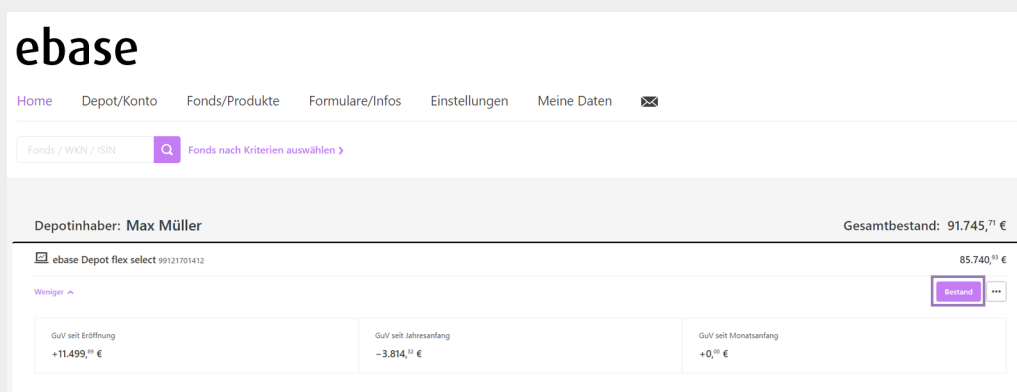 ebase
Home Depot/Konto Fonds/Produkte Formulare/Infos Einstellungen Meine Daten
Fonds / WKN / ISIN Fonds nach Kriterien auswählen ❯
Depotinhaber: Max Müller Gesamtbestand: 91.745,71 €
ebase Depot flex select 99121701412 85.740,93 €
Weniger Bestand
GuV seit Eröffnung GuV seit Jahresanfang GuV seit Monatsanfang
+11.499,89 € −3.814,32 € +0,00 €